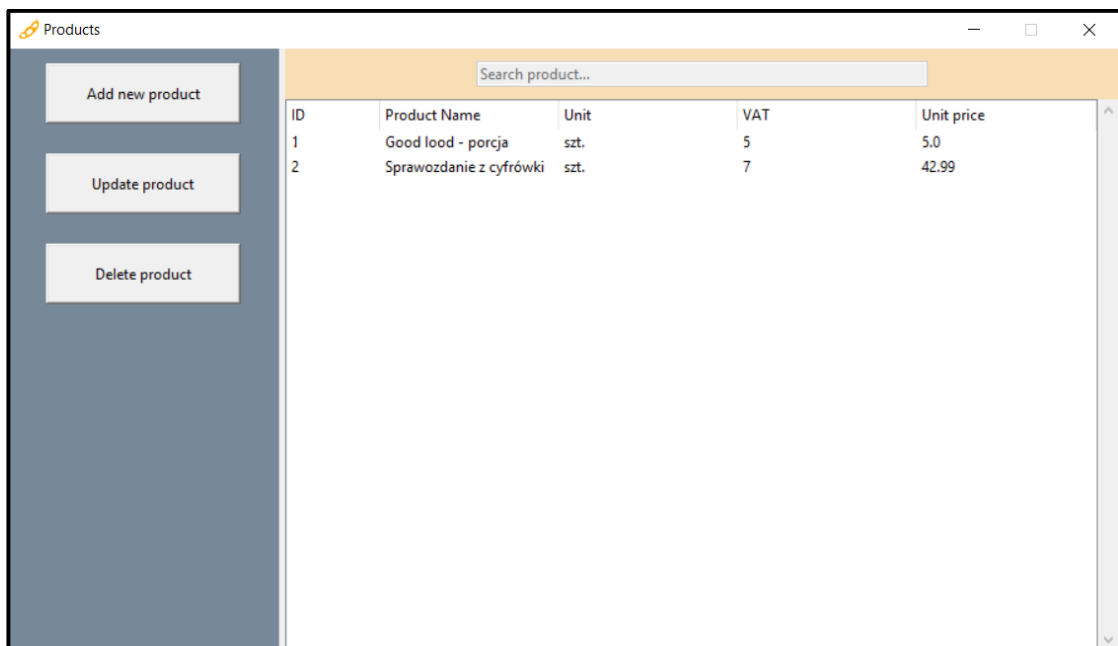 Products
Add new product
Update product
Delete product
Search product...
ID Product Name Unit VAT Unit price
1 Good lood - porcja szt. 5 5.0
2 Sprawozdanie z cyfrówki szt. 7 42.99